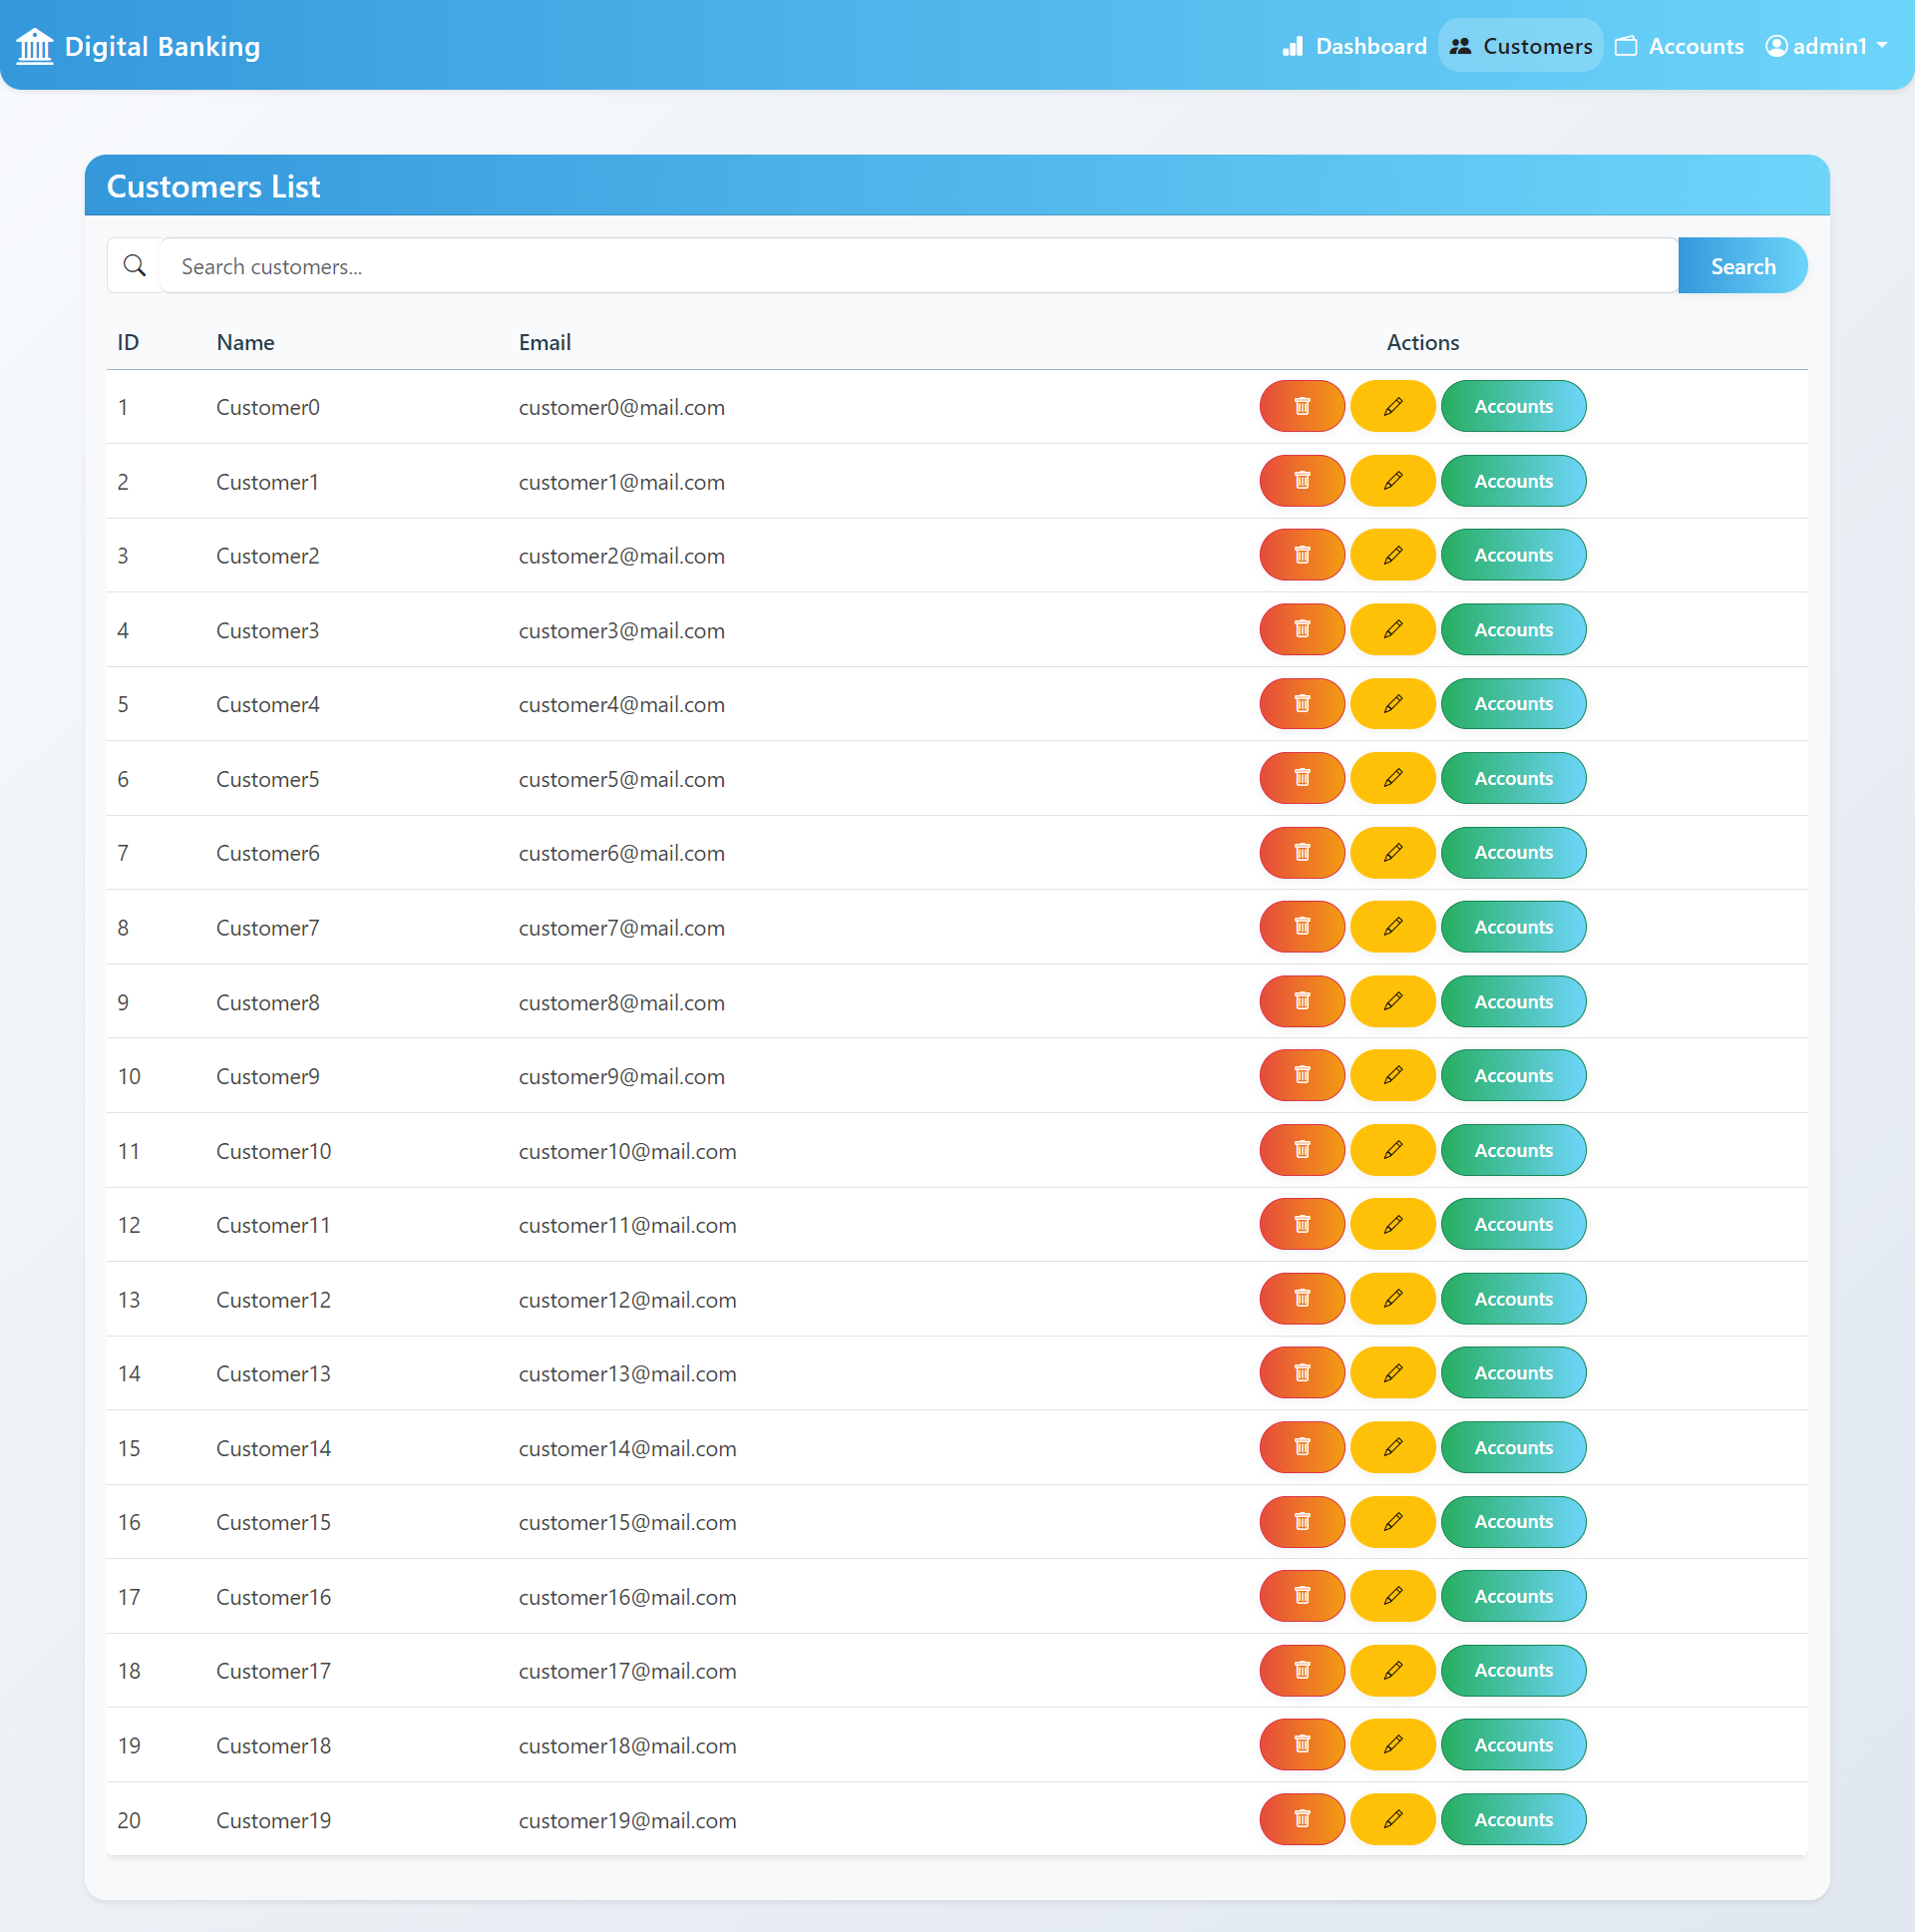 Digital Banking Dashboard Customers Accounts admin1
Customers List
Search customers... Search
ID Name Email Actions
1 Customer0 customer0@mail.com Accounts
2 Customer1 customer1@mail.com Accounts
3 Customer2 customer2@mail.com Accounts
4 Customer3 customer3@mail.com Accounts
5 Customer4 customer4@mail.com Accounts
6 Customer5 customer5@mail.com Accounts
7 Customer6 customer6@mail.com Accounts
8 Customer7 customer7@mail.com Accounts
9 Customer8 customer8@mail.com Accounts
10 Customer9 customer9@mail.com Accounts
11 Customer10 customer10@mail.com Accounts
12 Customer11 customer11@mail.com Accounts
13 Customer12 customer12@mail.com Accounts
14 Customer13 customer13@mail.com Accounts
15 Customer14 customer14@mail.com Accounts
16 Customer15 customer15@mail.com Accounts
17 Customer16 customer16@mail.com Accounts
18 Customer17 customer17@mail.com Accounts
19 Customer18 customer18@mail.com Accounts
20 Customer19 customer19@mail.com Accounts